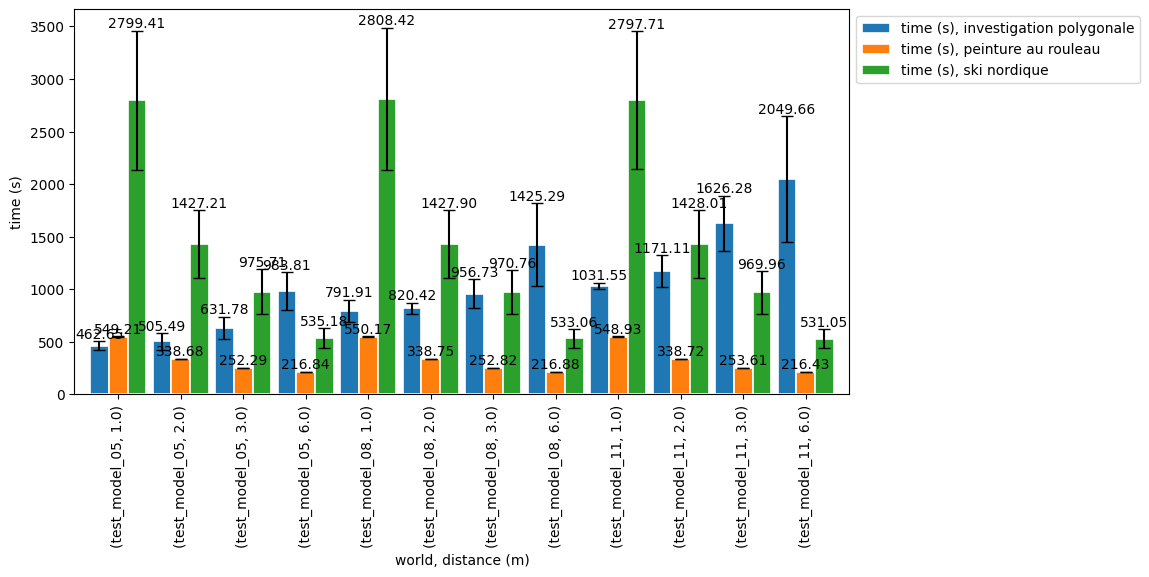 time (s), investigation polygonale
time (s), peinture au rouleau
time (s), ski nordique
time (s)
3500
3000
2500
2000
1500
1000
500
0
462.65
549.21
2799.41
505.49
338.68
1427.21
631.78
252.29
975.71
983.81
216.84
535.18
791.91
550.17
2808.42
820.42
338.75
1427.90
956.73
252.82
970.76
1425.29
216.88
533.06
1031.55
548.93
2797.71
1171.11
338.72
1428.01
1626.28
253.61
969.96
2049.66
216.43
531.05
(test_model_05, 1.0)
(test_model_05, 2.0)
(test_model_05, 3.0)
(test_model_05, 6.0)
(test_model_08, 1.0)
(test_model_08, 2.0)
(test_model_08, 3.0)
(test_model_08, 6.0)
(test_model_11, 1.0)
(test_model_11, 2.0)
(test_model_11, 3.0)
(test_model_11, 6.0)
world, distance (m)